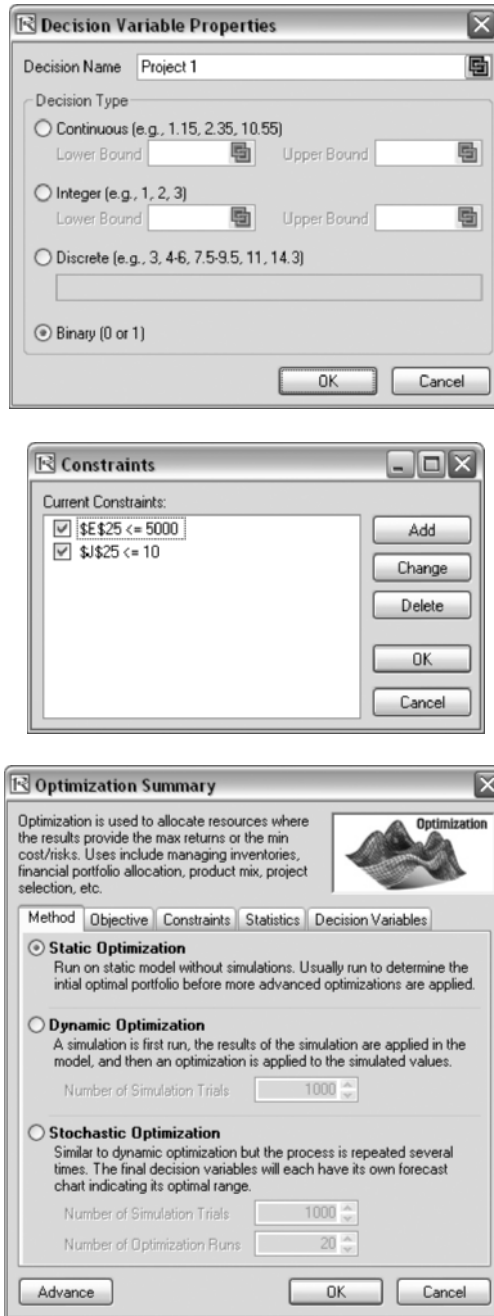 Decision Variable Properties
Decision Name Project 1
Decision Type
Continuous (e.g., 1.15, 2.35, 10.55)
Lower Bound Upper Bound
Integer (e.g., 1, 2, 3)
Lower Bound Upper Bound
Discrete (e.g., 3, 4-6, 7.5-9.5, 11, 14.3)
Binary (0 or 1)
OK Cancel
Constraints
Current Constraints:
$E$25 <= 5000
$J$25 <= 10
Add
Change
Delete
OK
Cancel
Optimization Summary
Optimization is used to allocate resources where
the results provide the max returns or the min
cost/risks. Uses include managing inventories,
financial portfolio allocation, product mix, project
selection, etc.
Optimization
Method Objective Constraints Statistics Decision Variables
Static Optimization
Run on static model without simulations. Usually run to determine the
intial optimal portfolio before more advanced optimizations are applied.
Dynamic Optimization
A simulation is first run, the results of the simulation are applied in the
model, and then an optimization is applied to the simulated values.
Number of Simulation Trials 1000
Stochastic Optimization
Similar to dynamic optimization but the process is repeated several
times. The final decision variables will each have its own forecast
chart indicating its optimal range.
Number of Simulation Trials 1000
Number of Optimization Runs 20
Advance OK Cancel